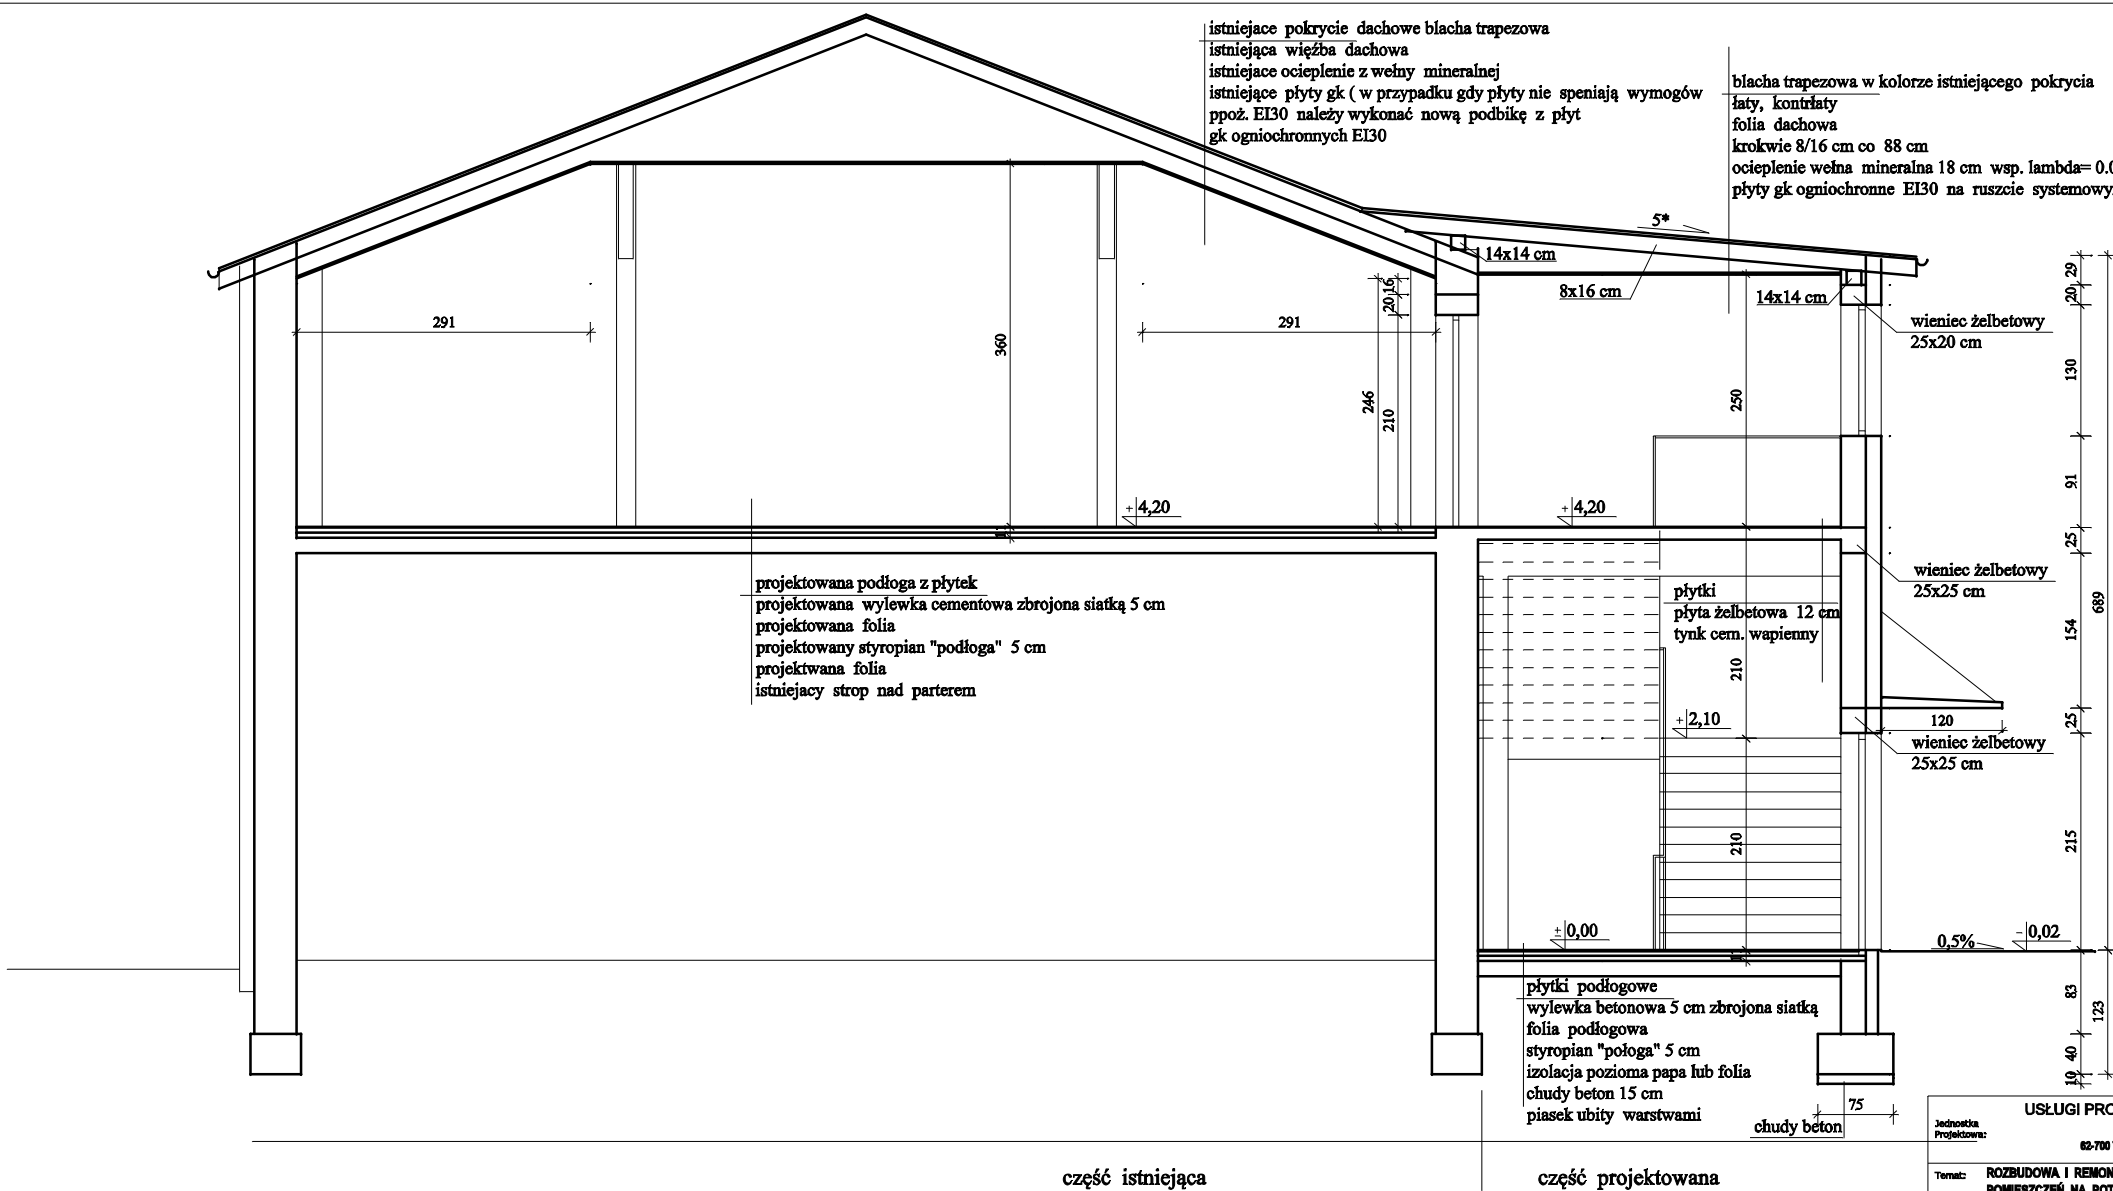 istniejace pokrycie dachowe blacha trapezowa
istniejąca więźba dachowa
istniejace ocieplenie z wełny mineralnej
istniejące płyty gk ( w przypadku gdy płyty nie speniają wymogów
ppoż. EI30 należy wykonać nową podbikę z płyt
gk ogniochronnych EI30
blacha trapezowa w kolorze istniejącego pokrycia
łaty, kontrłaty
folia dachowa
krokwie 8/16 cm co 88 cm
ocieplenie wełna mineralna 18 cm wsp. lambda= 0.0
płyty gk ogniochronne EI30 na ruszcie systemowy
5*
14x14 cm
8x16 cm
14x14 cm
wieniec żelbetowy
25x20 cm
291
291
360
16
20
246
210
250
+4,20
+4,20
29
20
130
91
25
154
25
215
83
40
10
689
123
projektowana podłoga z płytek
projektowana wylewka cementowa zbrojona siatką 5 cm
projektowana folia
projektowany styropian "podłoga" 5 cm
projektwana folia
istniejacy strop nad parterem
płytki
płyta żelbetowa 12 cm
tynk cem. wapienny
wieniec żelbetowy
25x25 cm
210
+2,10
120
wieniec żelbetowy
25x25 cm
210
± 0,00
0,5%
- 0,02
płytki podłogowe
wylewka betonowa 5 cm zbrojona siatką
folia podłogowa
styropian "połoga" 5 cm
izolacja pozioma papa lub folia
chudy beton 15 cm
piasek ubity warstwami
75
chudy beton
część istniejąca
część projektowana
USŁUGI PRO
Jednostka
Projektowa:
62-700
Temat: ROZBUDOWA I REMON
POMIESZCZEŃ NA POT